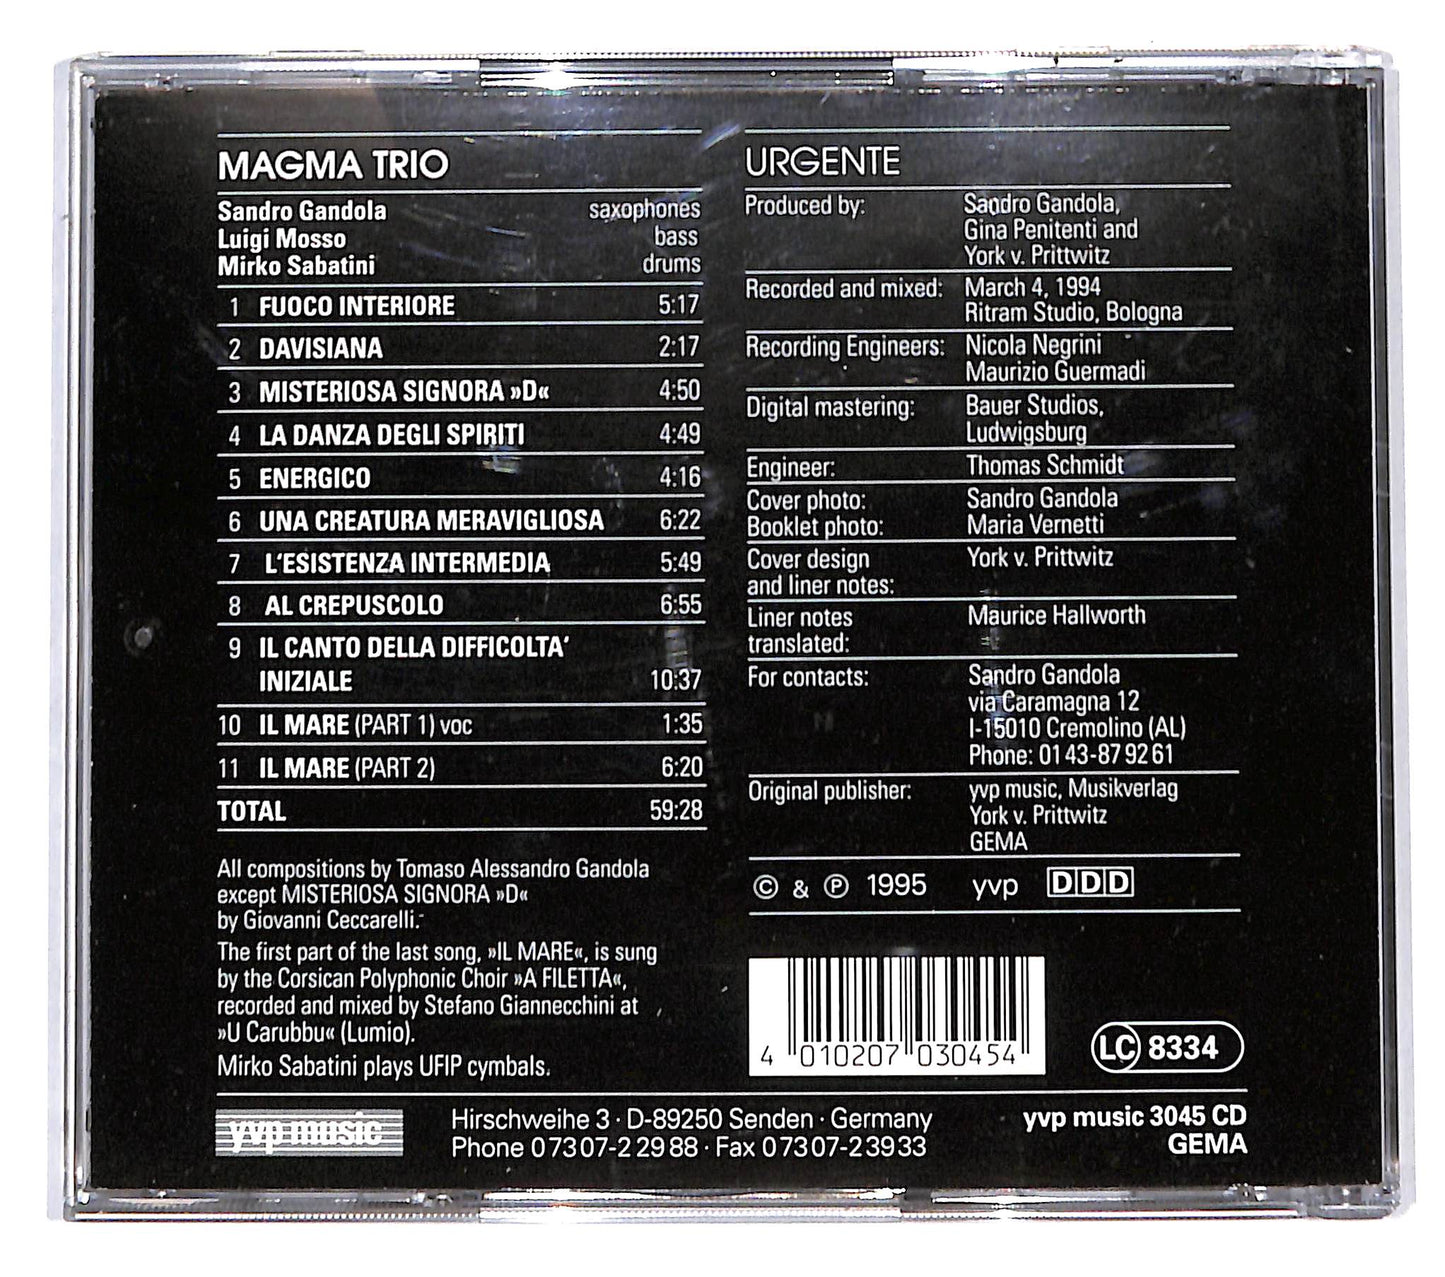 MAGMA TRIO
Sandro Gandola saxophones
Luigi Mosso bass
Mirko Sabatini drums
1 FUOCO INTERIORE 5:17
2 DAVISIANA 2:17
3 MISTERIOSA SIGNORA »D« 4:50
4 LA DANZA DEGLI SPIRITI 4:49
5 ENERGICO 4:16
6 UNA CREATURA MERAVIGLIOSA 6:22
7 L'ESISTENZA INTERMEDIA 5:49
8 AL CREPUSCOLO 6:55
9 IL CANTO DELLA DIFFICOLTA'
INIZIALE 10:37
10 IL MARE (PART 1) voc 1:35
11 IL MARE (PART 2) 6:20
TOTAL 59:28
All compositions by Tomaso Alessandro Gandola
except MISTERIOSA SIGNORA »D«
by Giovanni Ceccarelli.
The first part of the last song, »IL MARE«, is sung
by the Corsican Polyphonic Choir »A FILETTA«,
recorded and mixed by Stefano Giannecchini at
»U Carubbu« (Lumio).
Mirko Sabatini plays UFIP cymbals.
URGENTE
Produced by: Sandro Gandola,
Gina Penitenti and
York v. Prittwitz
Recorded and mixed: March 4, 1994
Ritram Studio, Bologna
Recording Engineers: Nicola Negrini
Maurizio Guermadi
Digital mastering: Bauer Studios,
Ludwigsburg
Engineer: Thomas Schmidt
Cover photo: Sandro Gandola
Booklet photo: Maria Vernetti
Cover design York v. Prittwitz
and liner notes:
Liner notes Maurice Hallworth
translated:
For contacts: Sandro Gandola
via Caramagna 12
I-15010 Cremolino (AL)
Phone: 01 43-87 92 61
Original publisher: yvp music, Musikverlag
York v. Prittwitz
GEMA
© & ℗ 1995 yvp DDD
4 010207 030454
LC 8334
yvp music
Hirschweihe 3 · D-89250 Senden · Germany
Phone 0 73 07-2 29 88 · Fax 0 73 07-2 39 33
yvp music 3045 CD
GEMA